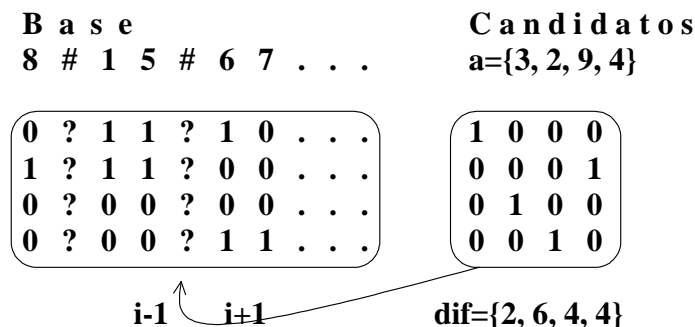 Base Candidatos
8 # 1 5 # 6 7 . . . a={3, 2, 9, 4}
0 ? 1 1 ? 1 0 . . . 1 0 0 0
1 ? 1 1 ? 0 0 . . . 0 0 0 1
0 ? 0 0 ? 0 0 . . . 0 1 0 0
0 ? 0 0 ? 1 1 . . . 0 0 1 0
i-1 i+1 dif={2, 6, 4, 4}